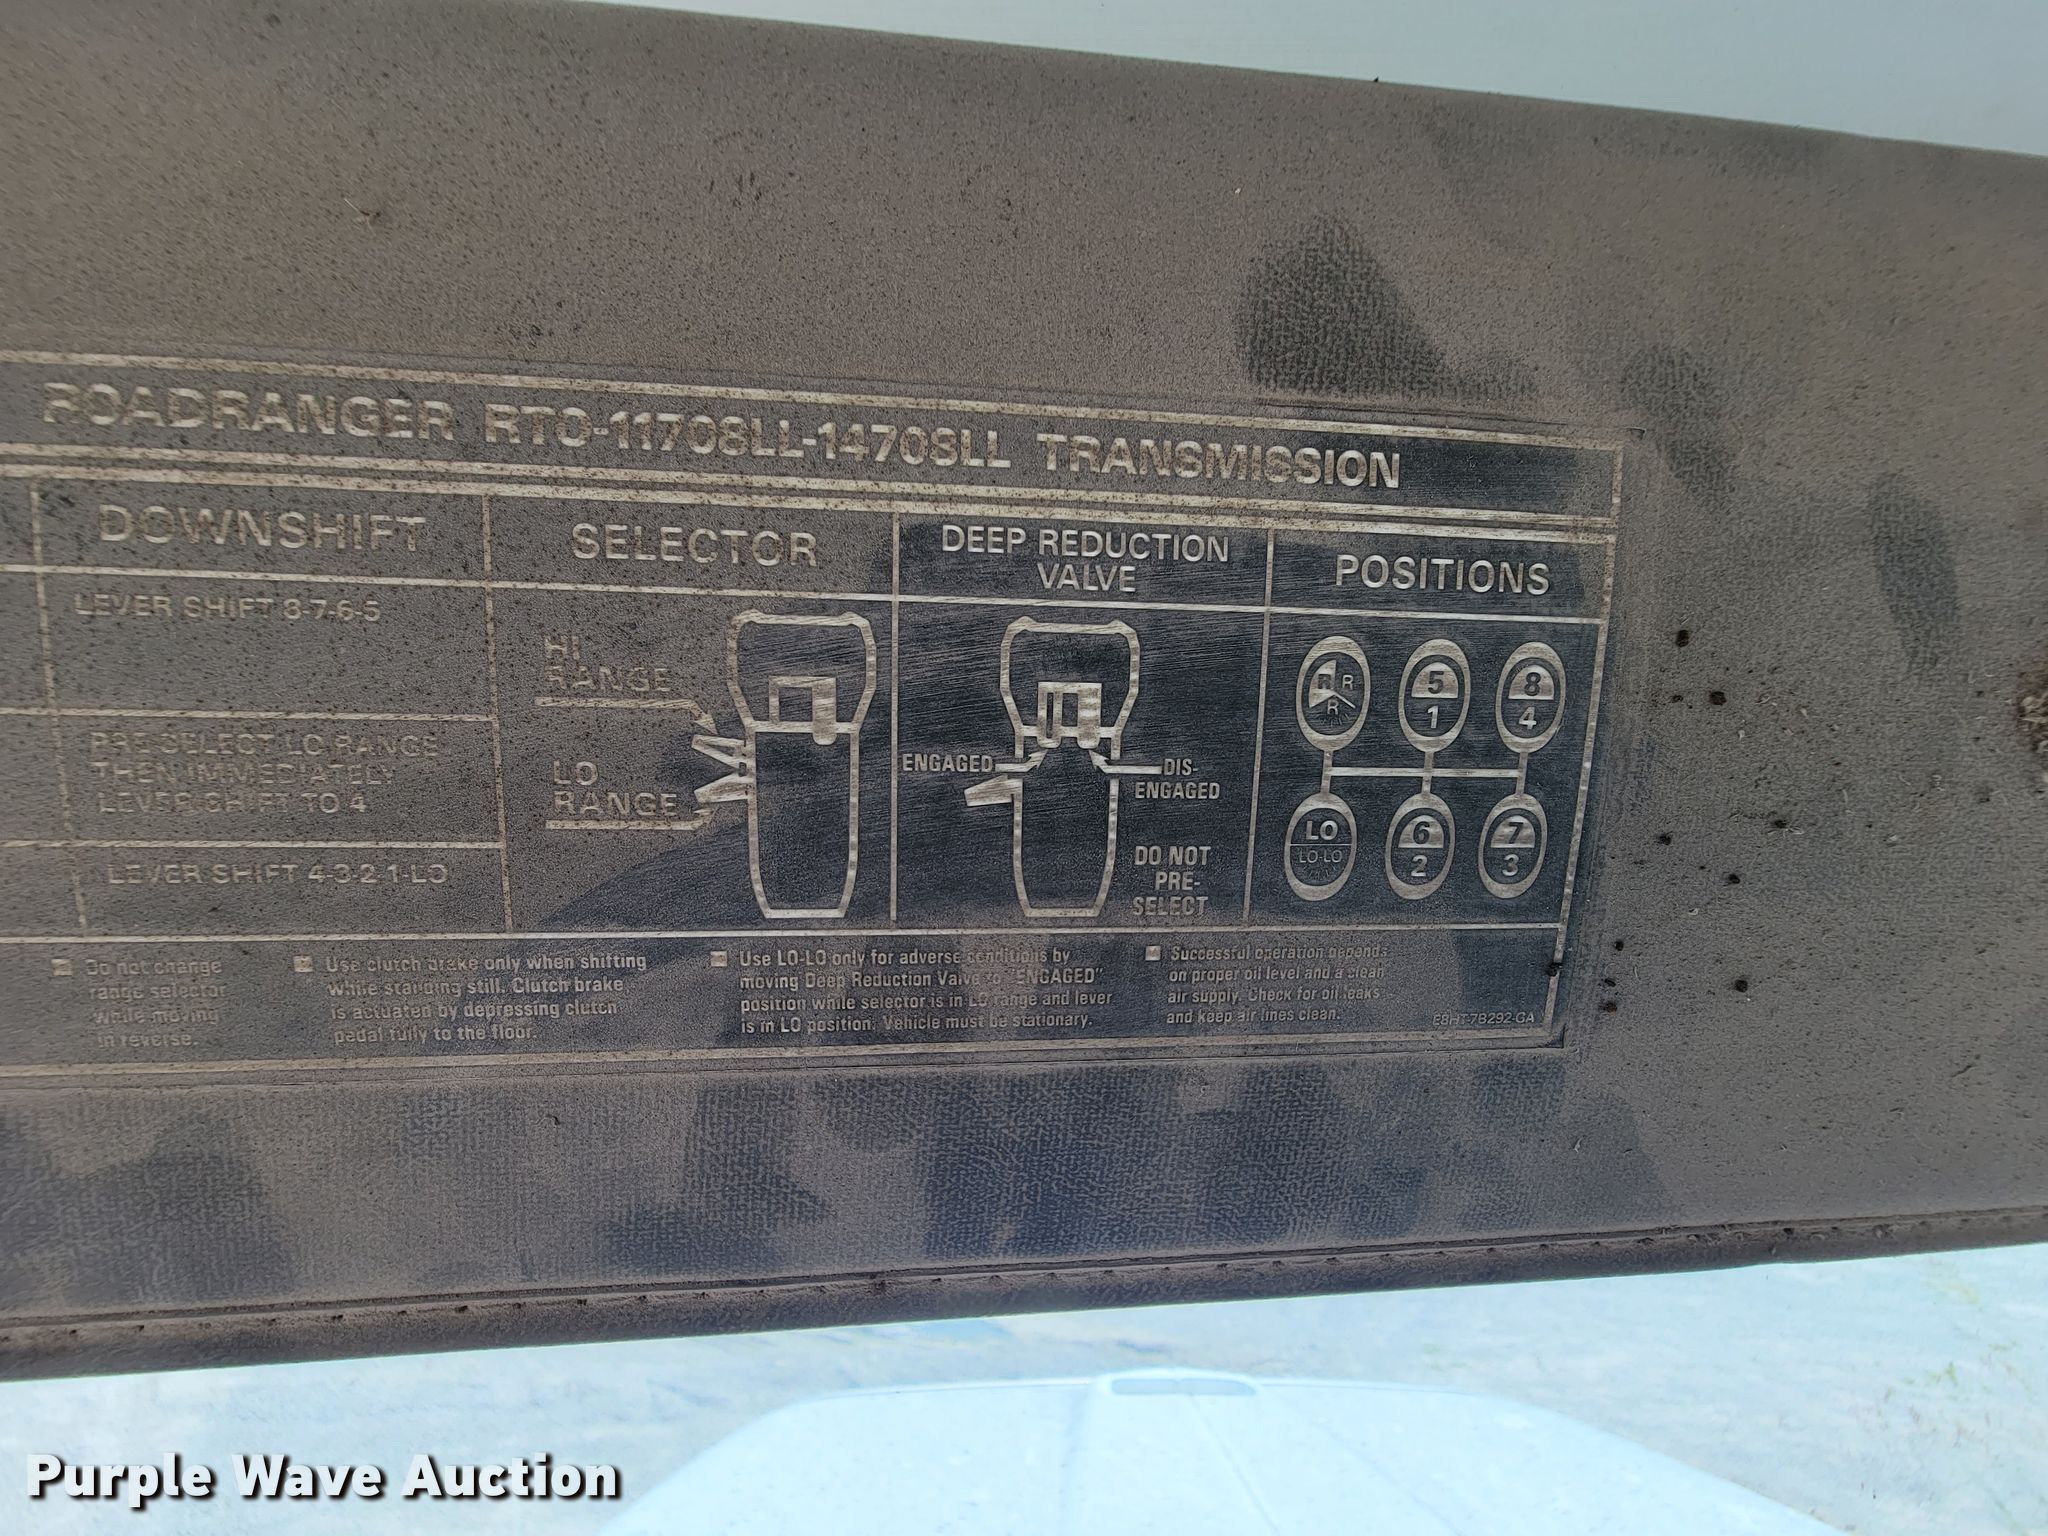 ROADRANGER RTO-11708LL-14708LL TRANSMISSION
DOWNSHIFT
LEVER SHIFT 8-7-6-5
PRE-SELECT LO RANGE
THEN IMMEDIATELY
LEVER SHIFT TO 4
LEVER SHIFT 4-3-2-1-LO
SELECTOR
HI
RANGE
LO
RANGE
DEEP REDUCTION
VALVE
ENGAGED
DIS-
ENGAGED
DO NOT
PRE-
SELECT
POSITIONS
R R
R
5
1
8
4
LO
LO-LO
6
2
7
3
Do not change
range selector
while moving
in reverse.
Use clutch brake only when shifting
while standing still. Clutch brake
is actuated by depressing clutch
pedal fully to the floor.
Use LO-LO only for adverse conditions by
moving Deep Reduction Valve to "ENGAGED"
position while selector is in LO range and lever
is in LO position. Vehicle must be stationary.
Successful operation depends
on proper oil level and a clean
air supply. Check for oil leaks
and keep air lines clean.
E8HT-7B292-GA
Purple Wave Auction